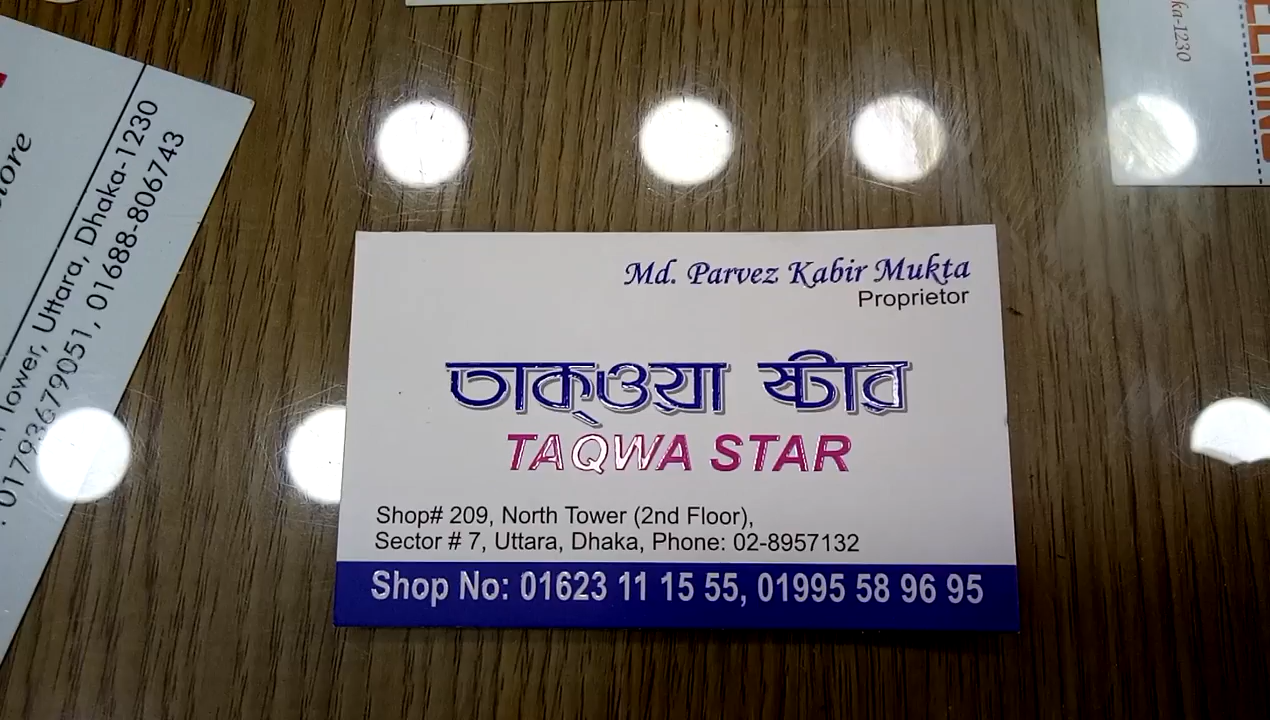 Md. Parvez Kabir Mukta
Proprietor
তাক্ওয়া ষ্টার
TAQWA STAR
Shop# 209, North Tower (2nd Floor),
Sector # 7, Uttara, Dhaka, Phone: 02-8957132
Shop No: 01623 11 15 55, 01995 58 96 95
Tower, Uttara, Dhaka-1230
: 01793679051, 01688-806743
ka-1230